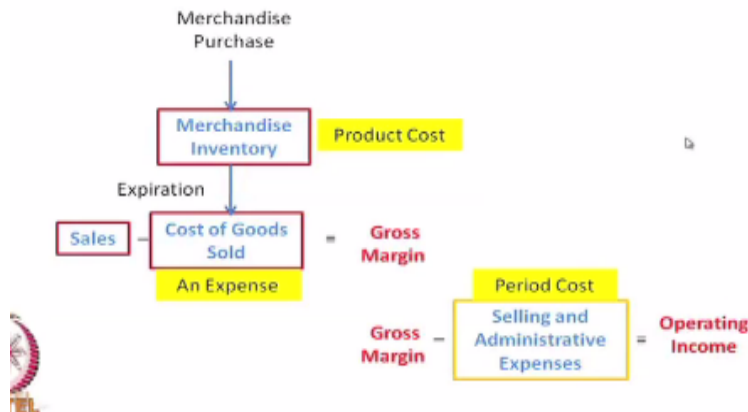 Merchandise
Purchase
Merchandise
Inventory
Product Cost
Expiration
Sales – Cost of Goods = Gross
Sold Margin
An Expense
Period Cost
Gross – Selling and = Operating
Margin Administrative Income
Expenses